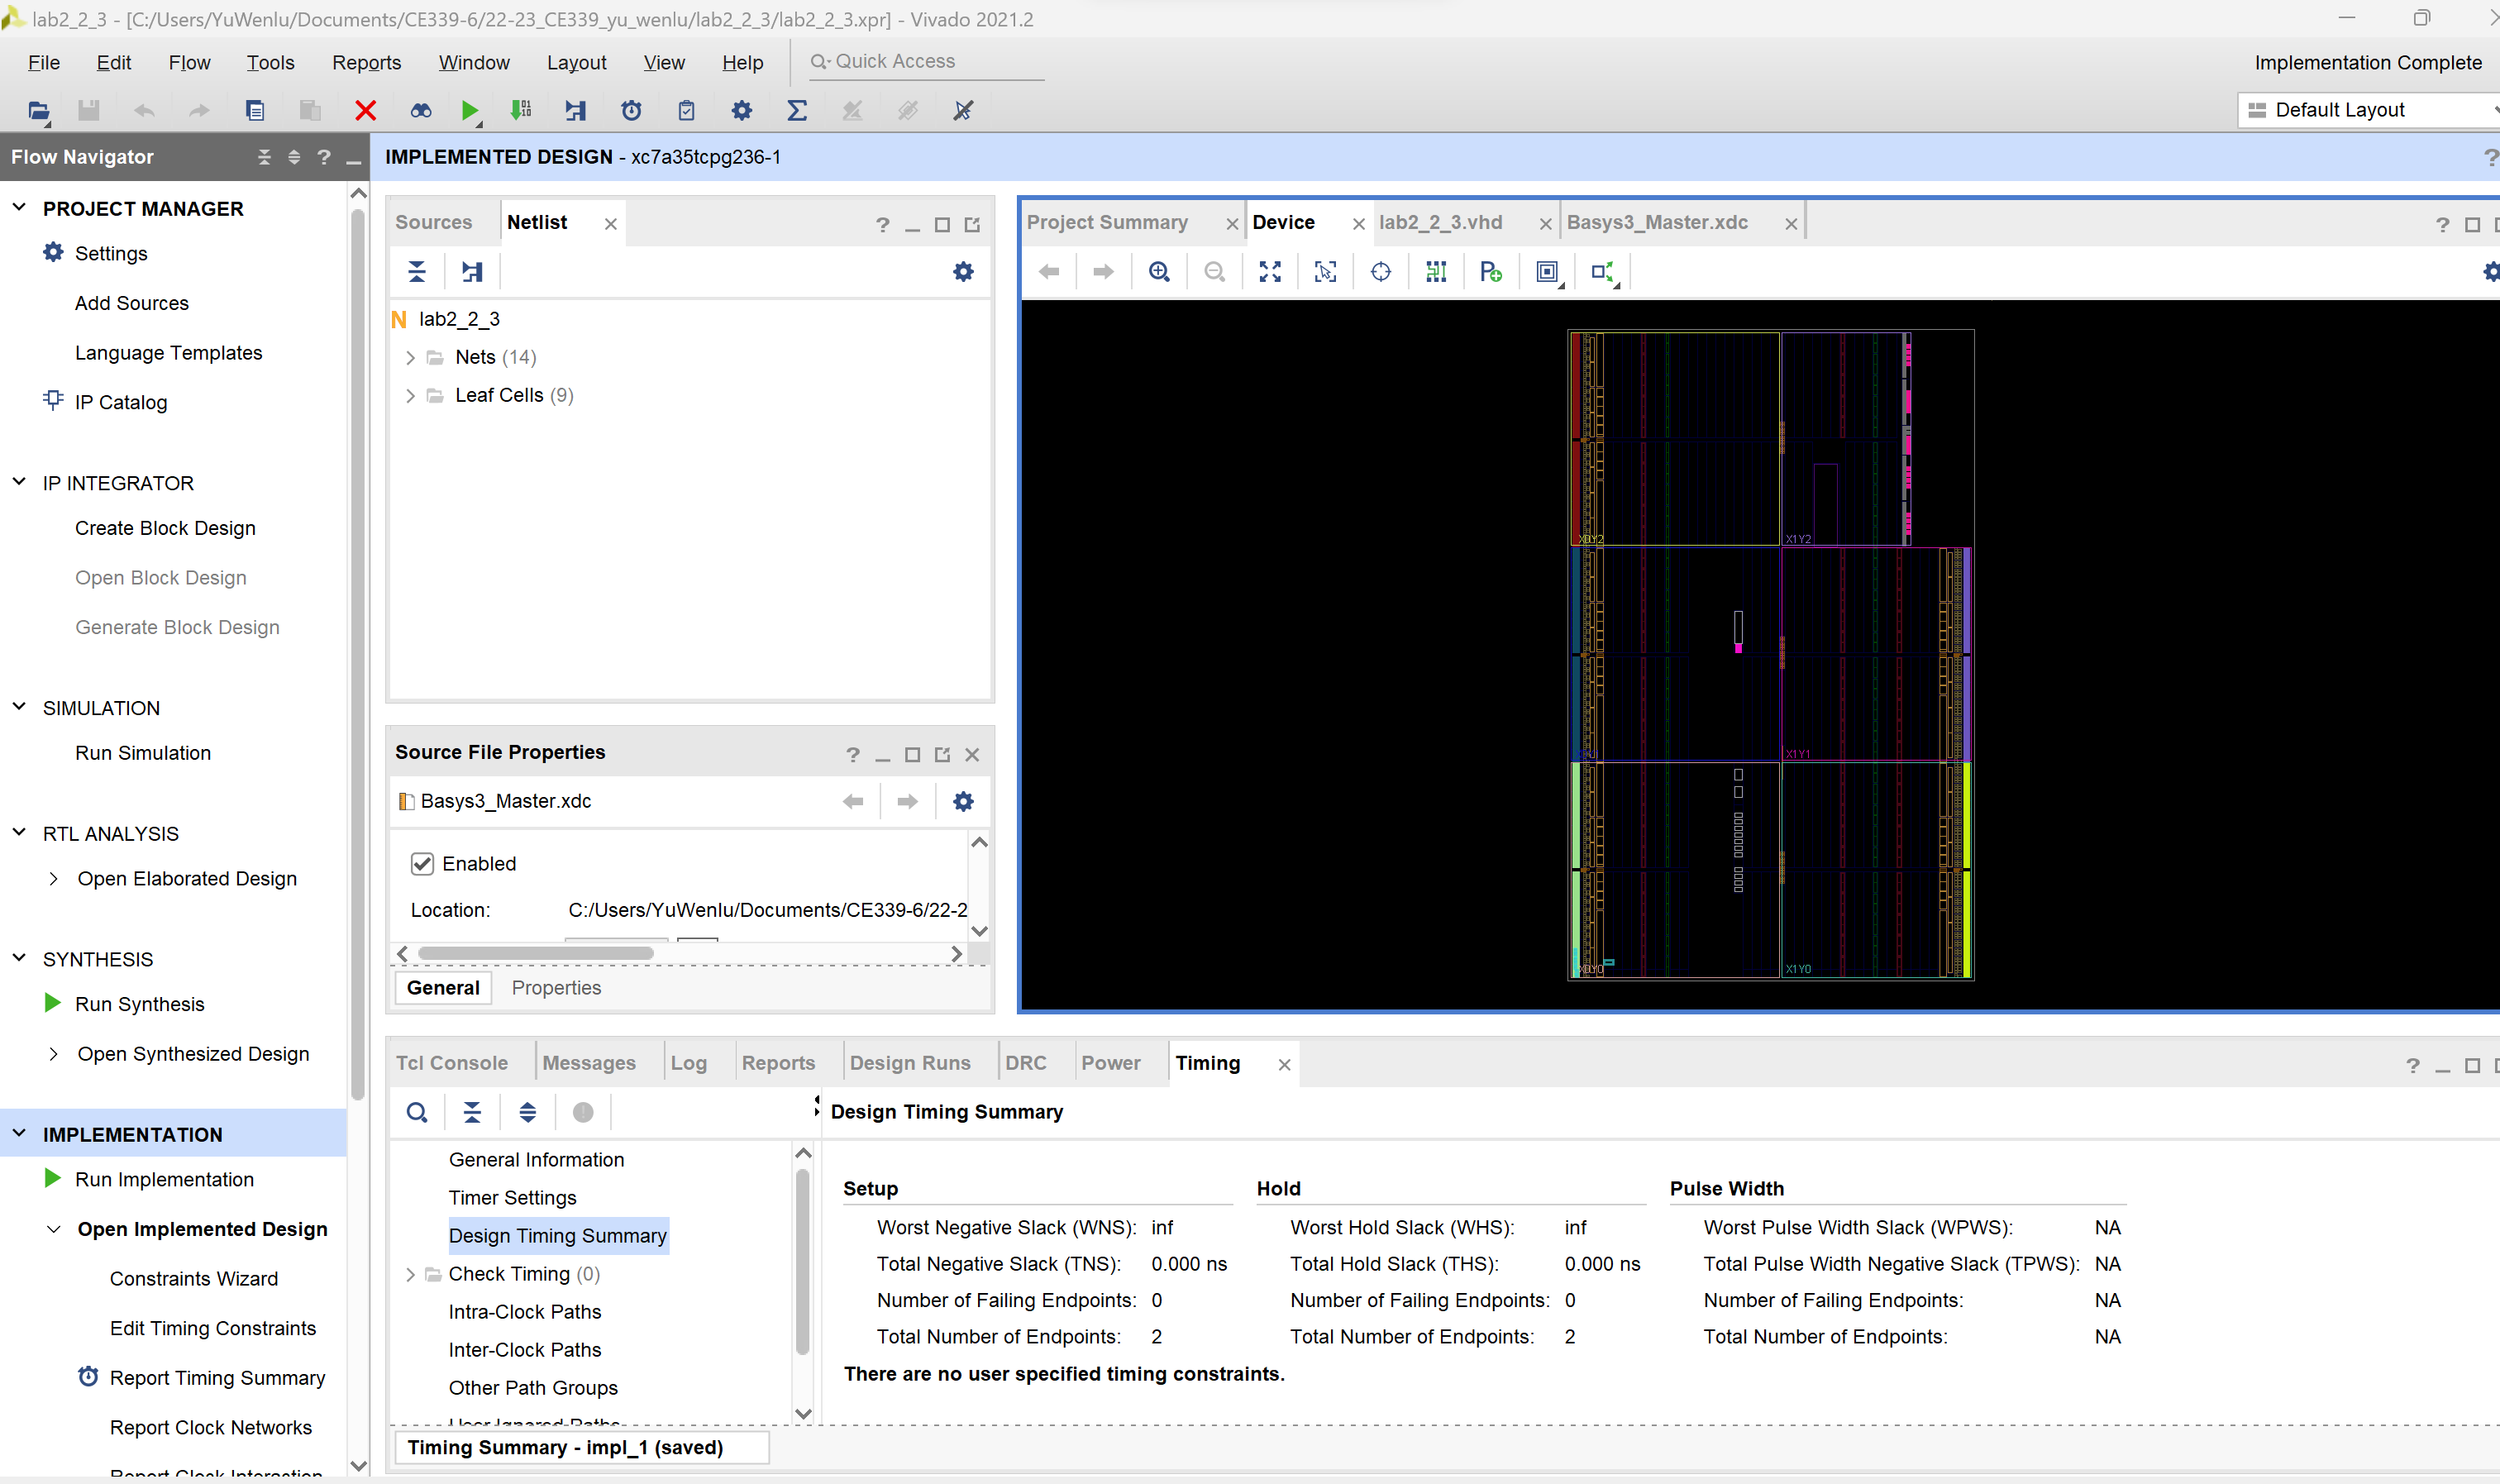 lab2_2_3 - [C:/Users/YuWenlu/Documents/CE339-6/22-23_CE339_yu_wenlu/lab2_2_3/lab2_2_3.xpr] - Vivado 2021.2
File Edit Flow Tools Reports Window Layout View Help Quick Access Implementation Complete
Default Layout
Flow Navigator
IMPLEMENTED DESIGN - xc7a35tcpg236-1
PROJECT MANAGER
Settings
Add Sources
Language Templates
IP Catalog
IP INTEGRATOR
Create Block Design
Open Block Design
Generate Block Design
SIMULATION
Run Simulation
RTL ANALYSIS
Open Elaborated Design
SYNTHESIS
Run Synthesis
Open Synthesized Design
IMPLEMENTATION
Run Implementation
Open Implemented Design
Constraints Wizard
Edit Timing Constraints
Report Timing Summary
Report Clock Networks
Report Clock Interaction
Sources Netlist
lab2_2_3
Nets (14)
Leaf Cells (9)
Source File Properties
Basys3_Master.xdc
Enabled
Location: C:/Users/YuWenlu/Documents/CE339-6/22-2
General Properties
Project Summary Device lab2_2_3.vhd Basys3_Master.xdc
X0Y2 X1Y2
X1Y1
X0Y0 X1Y0
Tcl Console Messages Log Reports Design Runs DRC Power Timing
Design Timing Summary
General Information
Timer Settings
Design Timing Summary
Check Timing (0)
Intra-Clock Paths
Inter-Clock Paths
Other Path Groups
User Ignored Paths
Setup Hold Pulse Width
Worst Negative Slack (WNS): inf Worst Hold Slack (WHS): inf Worst Pulse Width Slack (WPWS): NA
Total Negative Slack (TNS): 0.000 ns Total Hold Slack (THS): 0.000 ns Total Pulse Width Negative Slack (TPWS): NA
Number of Failing Endpoints: 0 Number of Failing Endpoints: 0 Number of Failing Endpoints: NA
Total Number of Endpoints: 2 Total Number of Endpoints: 2 Total Number of Endpoints: NA
There are no user specified timing constraints.
Timing Summary - impl_1 (saved)